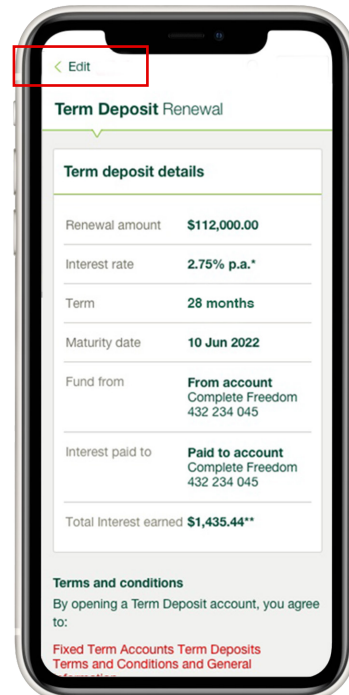 < Edit
Term Deposit Renewal
Term deposit details
Renewal amount $112,000.00
Interest rate 2.75% p.a.*
Term 28 months
Maturity date 10 Jun 2022
Fund from From account
Complete Freedom
432 234 045
Interest paid to Paid to account
Complete Freedom
432 234 045
Total Interest earned $1,435.44**
Terms and conditions
By opening a Term Deposit account, you agree
to:
Fixed Term Accounts Term Deposits
Terms and Conditions and General